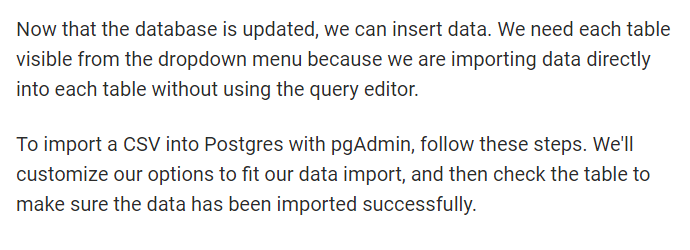 Now that the database is updated, we can insert data. We need each table
visible from the dropdown menu because we are importing data directly
into each table without using the query editor.
To import a CSV into Postgres with pgAdmin, follow these steps. We'll
customize our options to fit our data import, and then check the table to
make sure the data has been imported successfully.